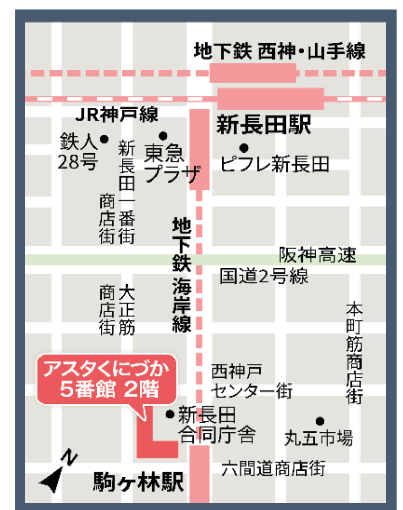 地下鉄 西神・山手線
JR神戸線
新長田駅
鉄人
28号
新長田一番街
商店街
東急
プラザ
ピフレ新長田
地下鉄 海岸線
阪神高速
国道2号線
大正筋
商店街
本町筋商店街
アスタくにづか
5番館 2階
西神戸
センター街
新長田
合同庁舎
丸五市場
六間道商店街
駒ヶ林駅
N